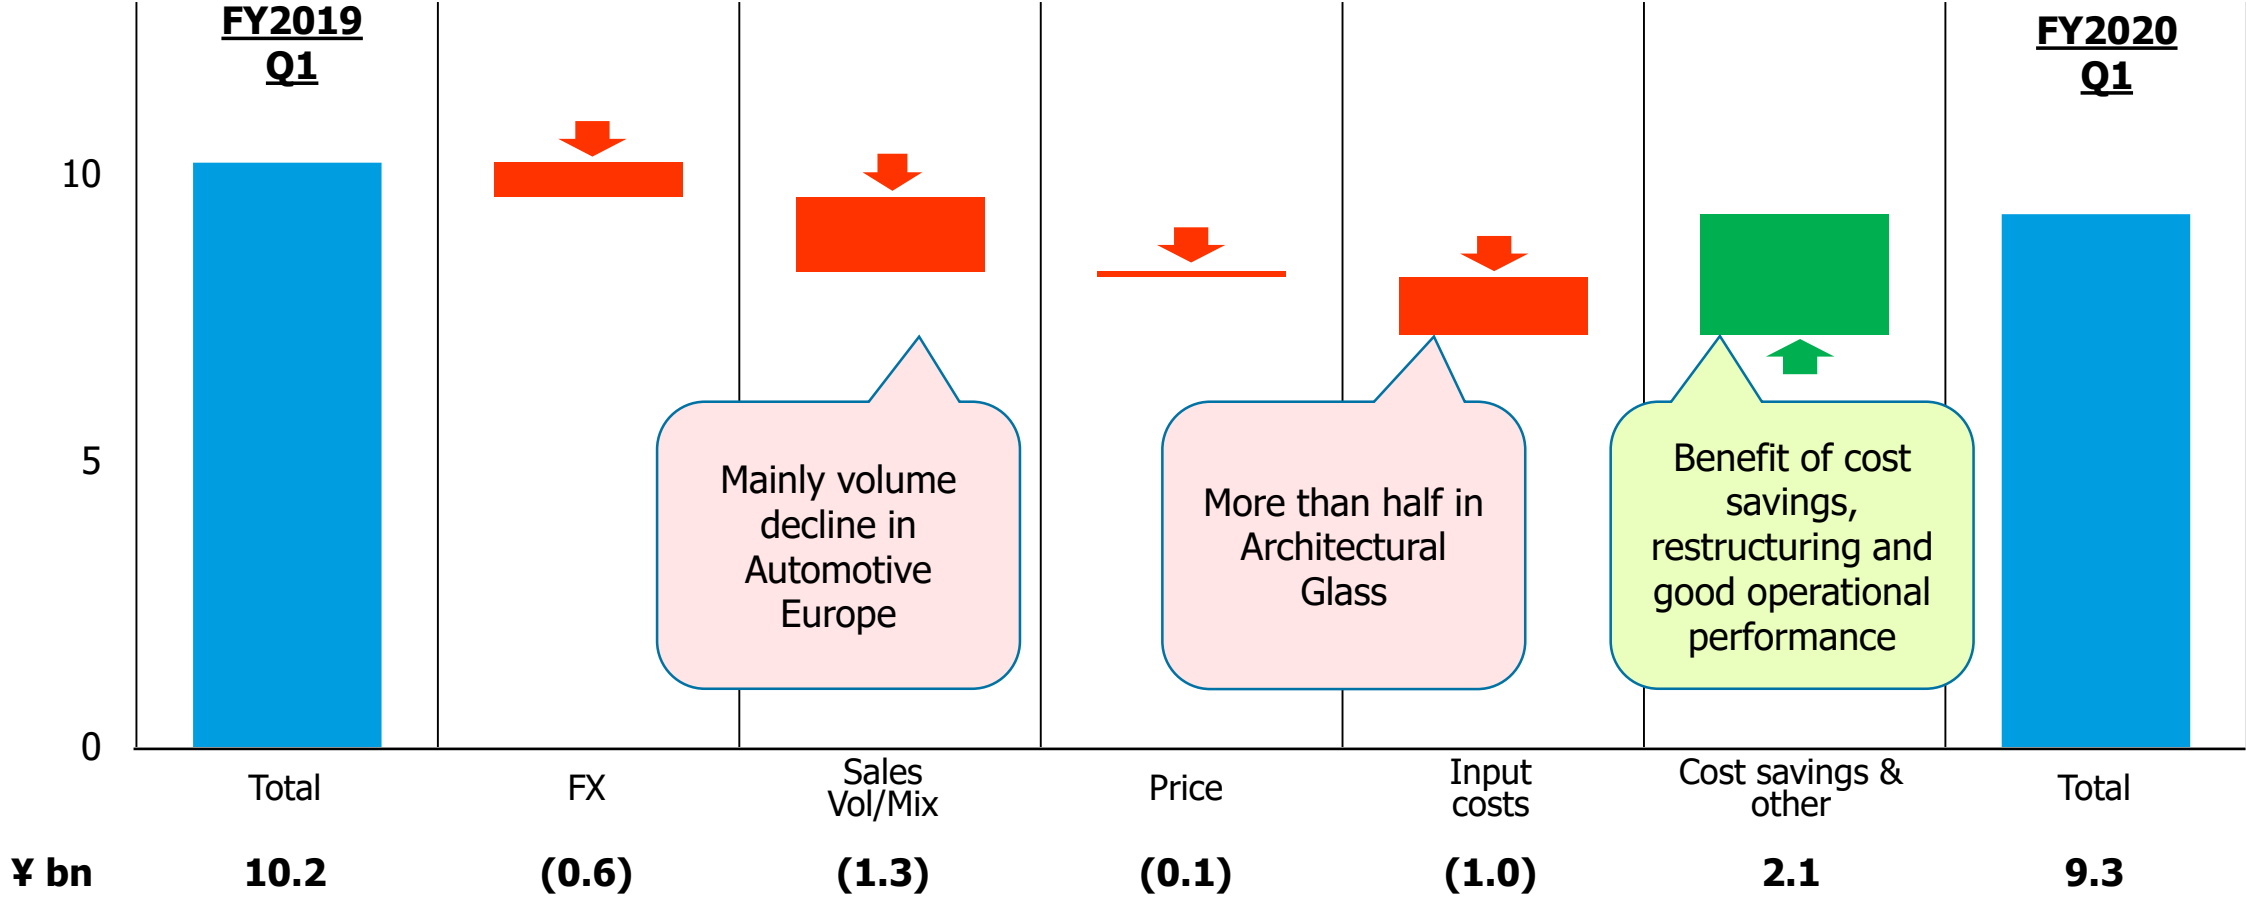 FY2019
Q1
FY2020
Q1
10
5
0
Mainly volume
decline in
Automotive
Europe
More than half in
Architectural
Glass
Benefit of cost
savings,
restructuring and
good operational
performance
Total
FX
Sales
Vol/Mix
Price
Input
costs
Cost savings &
other
Total
¥ bn 10.2 (0.6) (1.3) (0.1) (1.0) 2.1 9.3